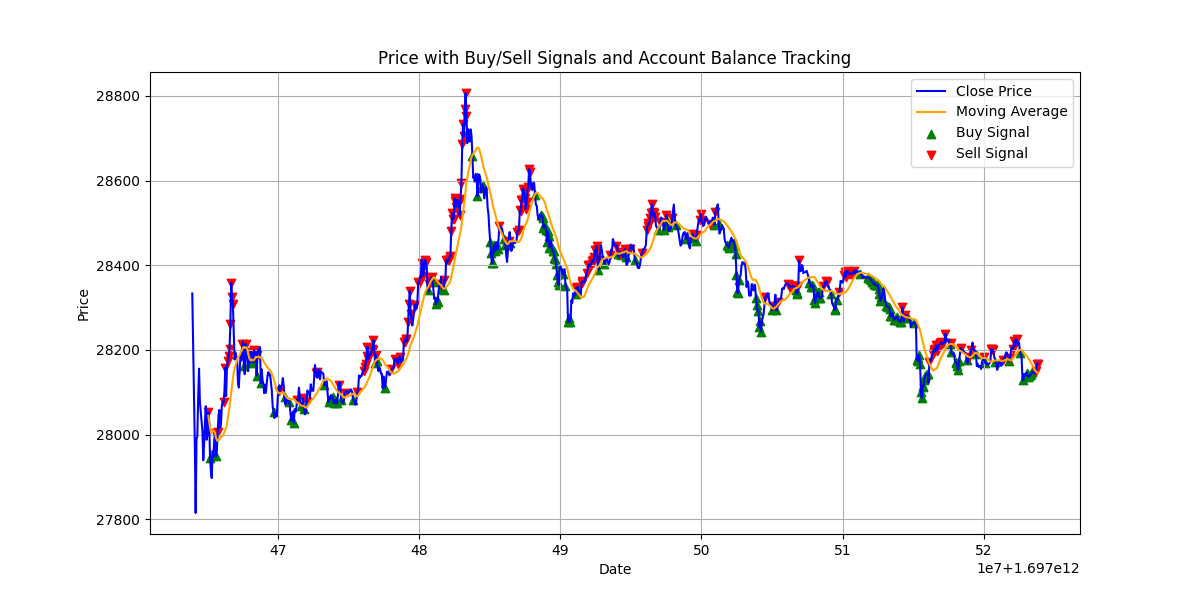 Price with Buy/Sell Signals and Account Balance Tracking
Close Price
Moving Average
Buy Signal
Sell Signal
28800
28600
28400
28200
28000
27800
Price
47 48 49 50 51 52
1e7+1.697e12
Date